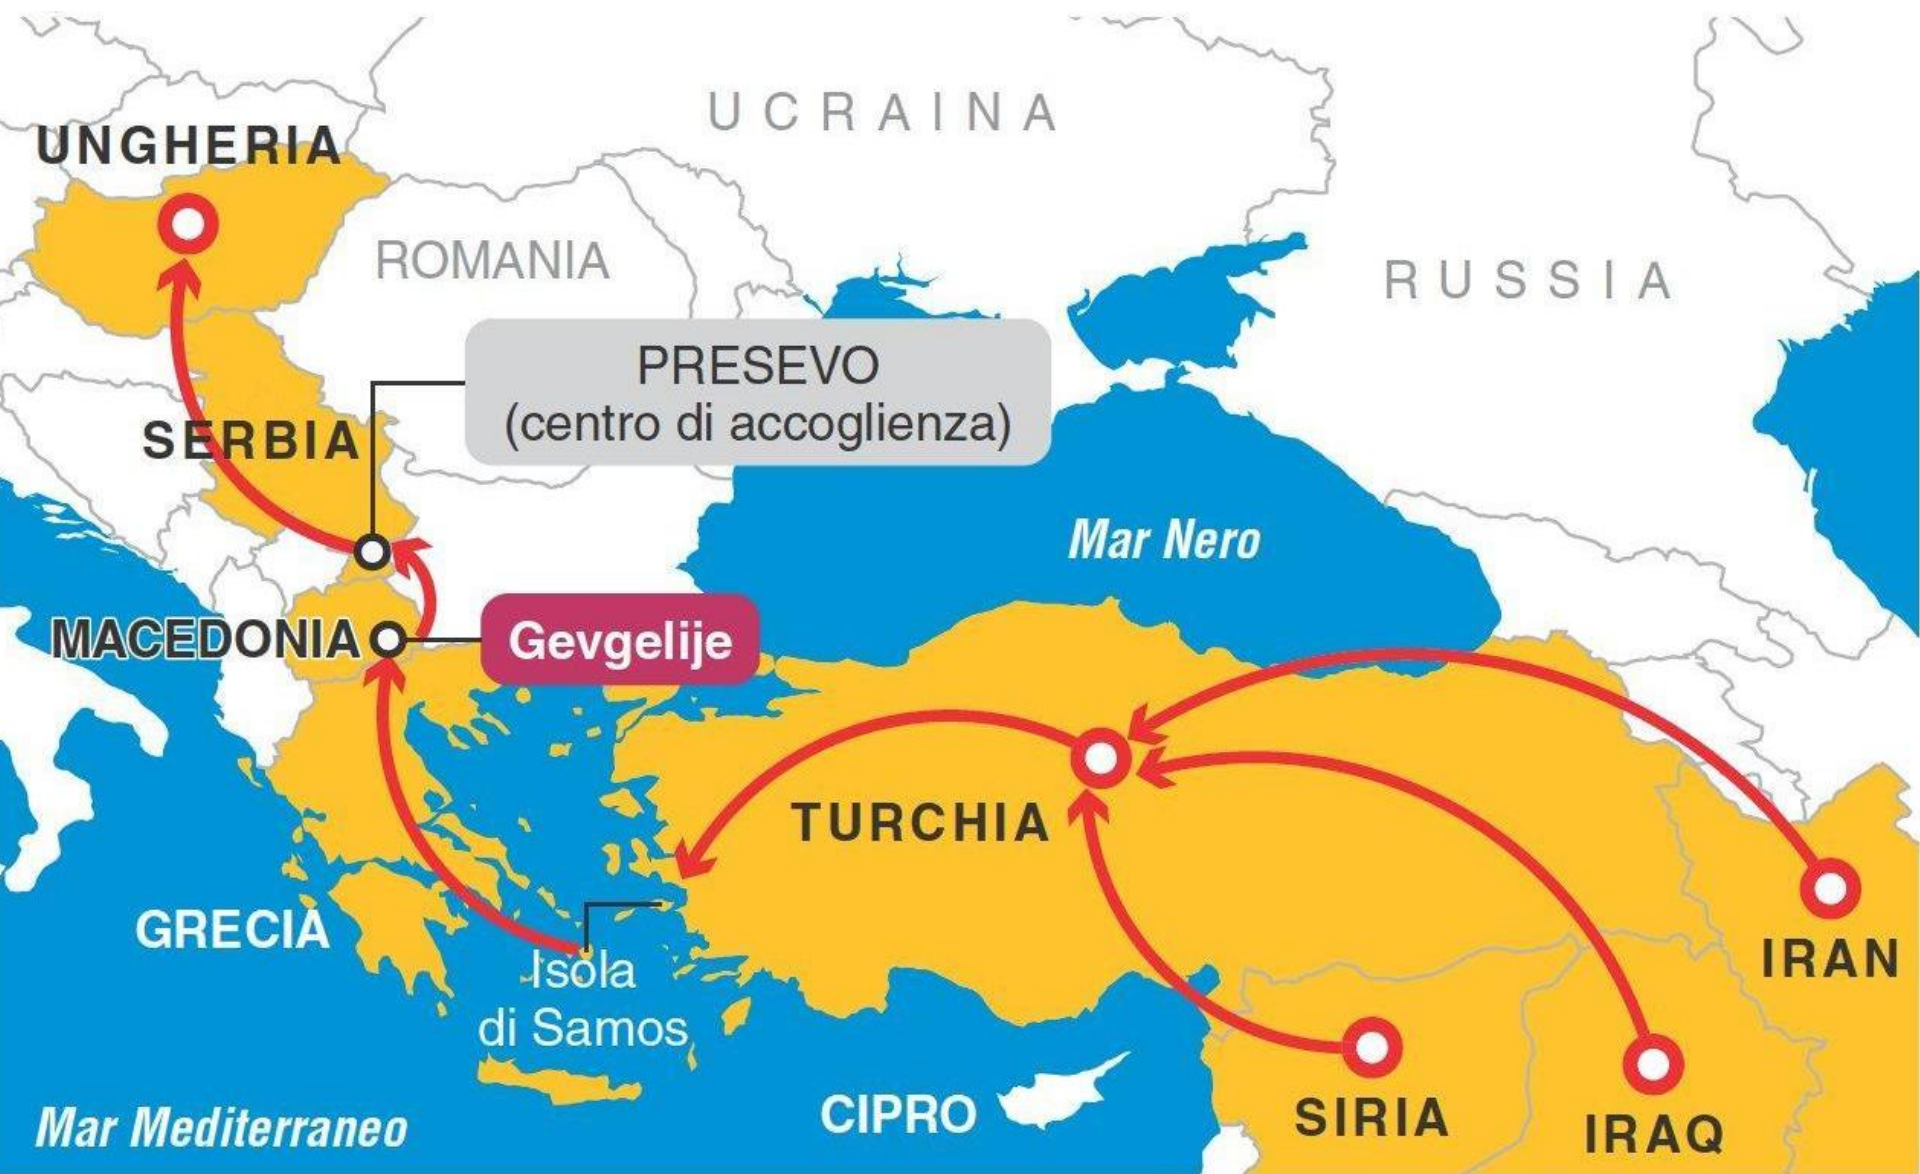 UCRAINA
UNGHERIA
ROMANIA
RUSSIA
PRESEVO
(centro di accoglienza)
SERBIA
Mar Nero
MACEDONIA
Gevgelije
TURCHIA
GRECIA
IRAN
Isola
di Samos
CIPRO
SIRIA
Mar Mediterraneo
IRAQ